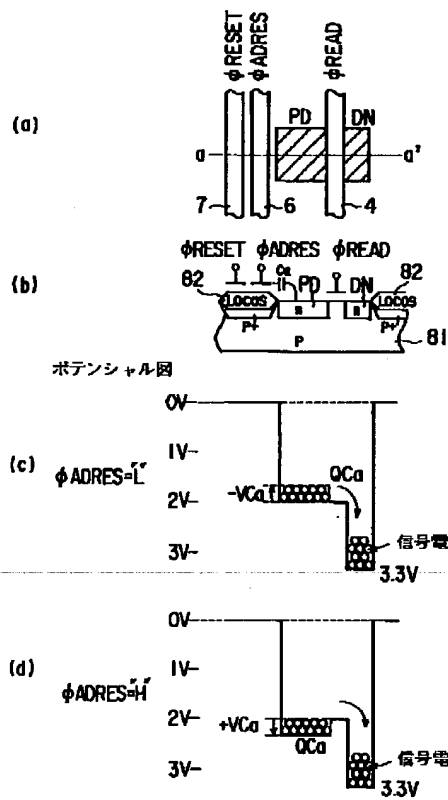 φRESET φADRES φREAD
(a)
PD DN
a a'
7 6 4
φRESET φADRES φREAD
(b)
82 Ca PD DN 82
LOCOS n n LOCOS
P+ P+
P 81
ポテンシャル図
(c)
φADRES="L"
0V
1V
2V
3V
-VCa QCa
信号電
3.3V
(d)
φADRES="H"
0V
1V
2V
3V
+VCa QCa
信号電
3.3V